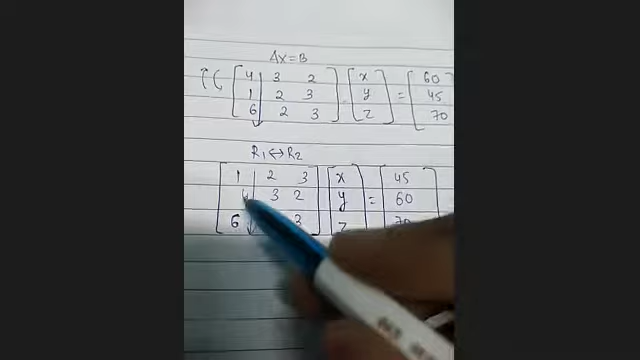 AX=B
4 3 2 x 60
1 2 3 y = 45
6 2 3 z 70
R1↔R2
1 2 3 x 45
4 3 2 y = 60
6 3 z 70